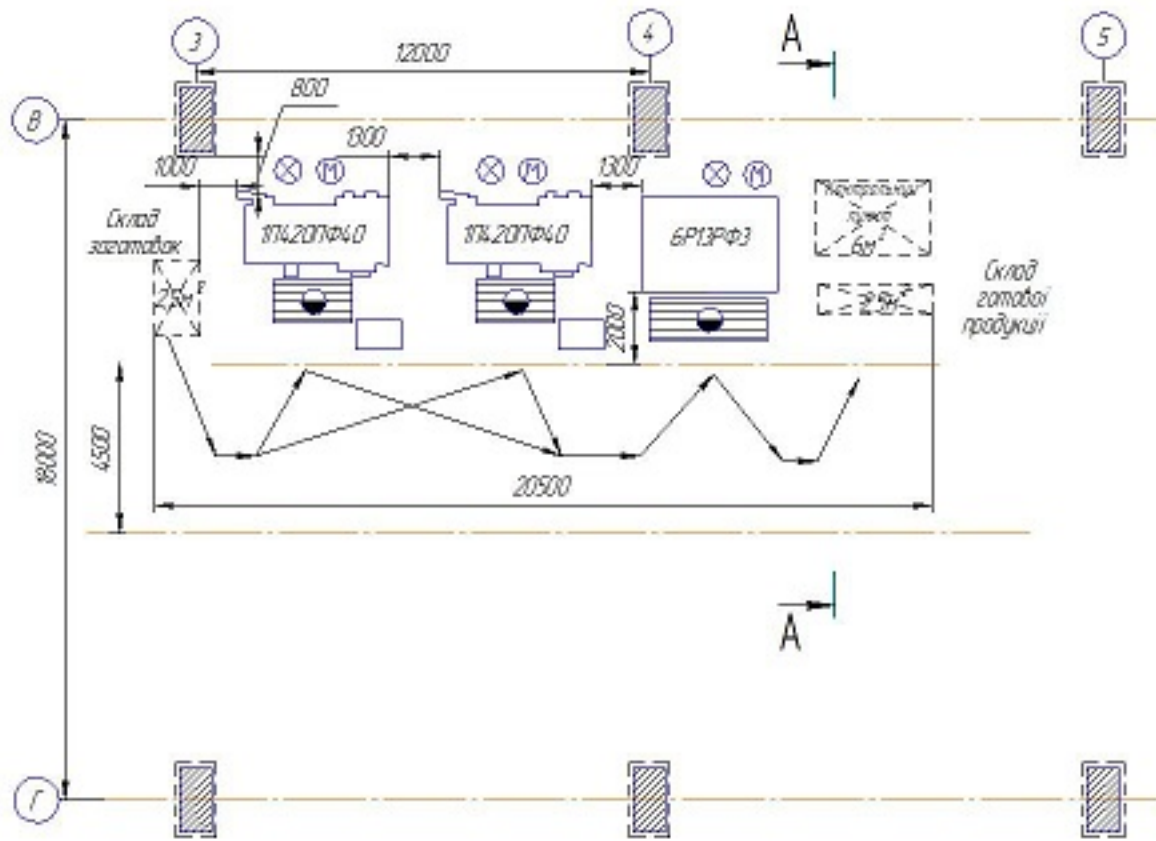 3
4
5
A
12000
В
800
1300
1000
1300
М
М
М
Склад
заготовок
1П420ПФ40
1П420ПФ40
6Р13РФ3
Контрольний
пункт
6м²
Склад
готової
продукції
2000
18000
4500
20500
A
Г